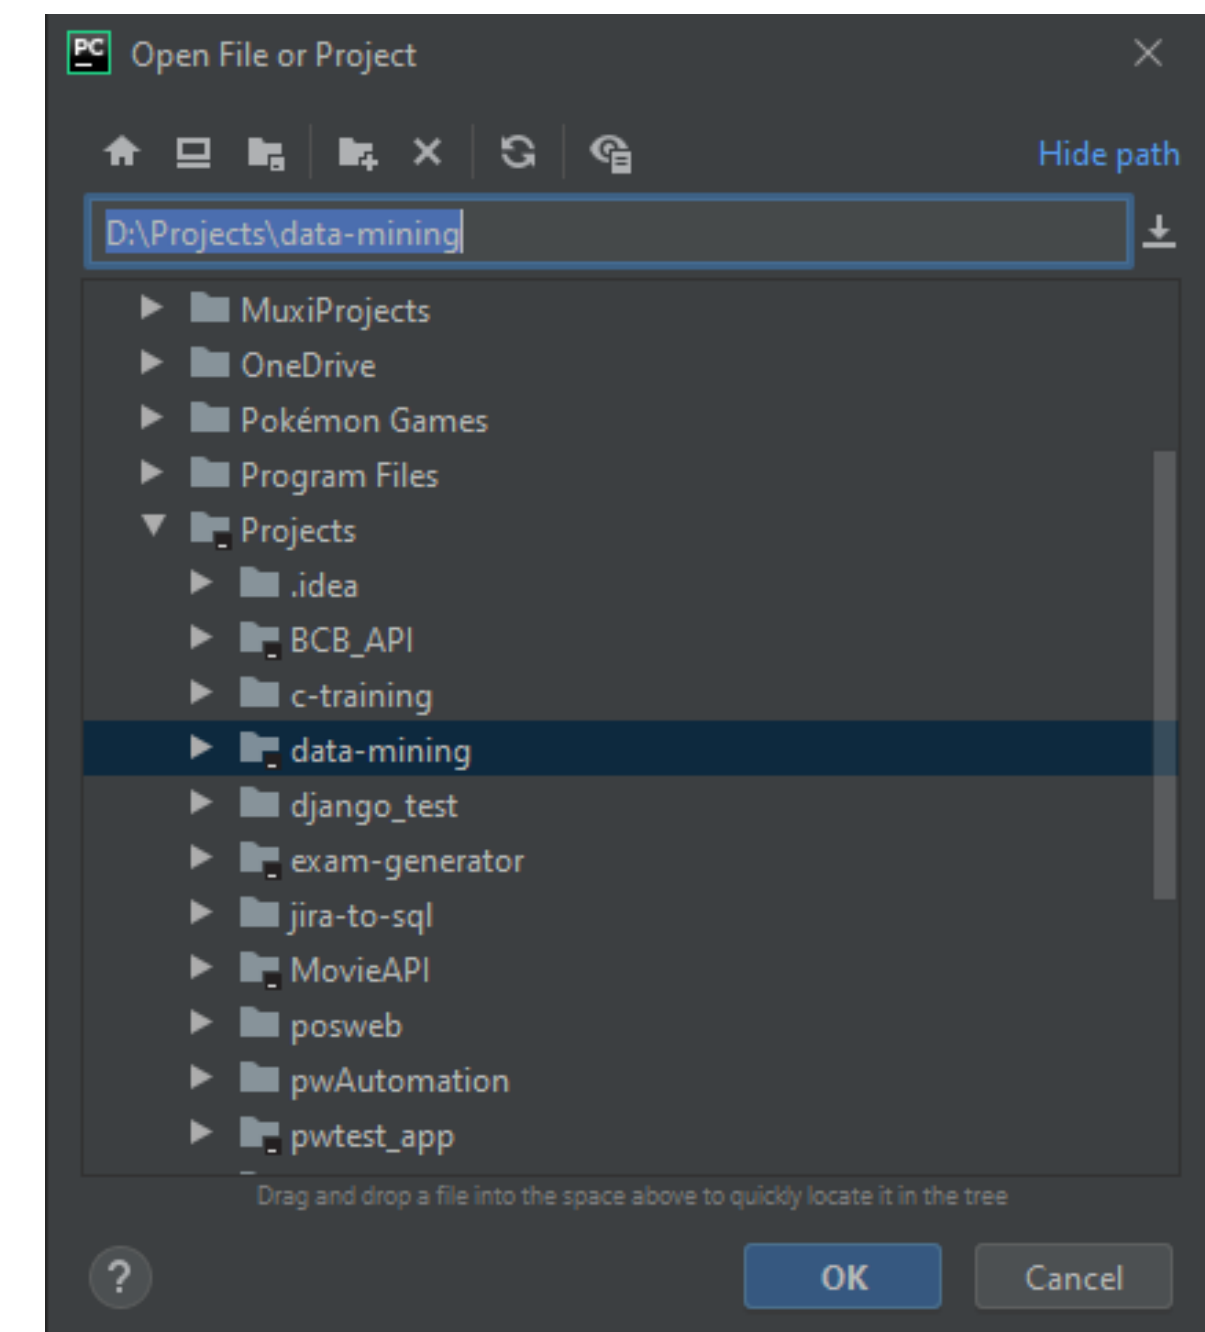 PC Open File or Project
Hide path
D:\Projects\data-mining
MuxiProjects
OneDrive
Pokémon Games
Program Files
Projects
.idea
BCB_API
c-training
data-mining
django_test
exam-generator
jira-to-sql
MovieAPI
posweb
pwAutomation
pwtest_app
Drag and drop a file into the space above to quickly locate it in the tree
? OK Cancel